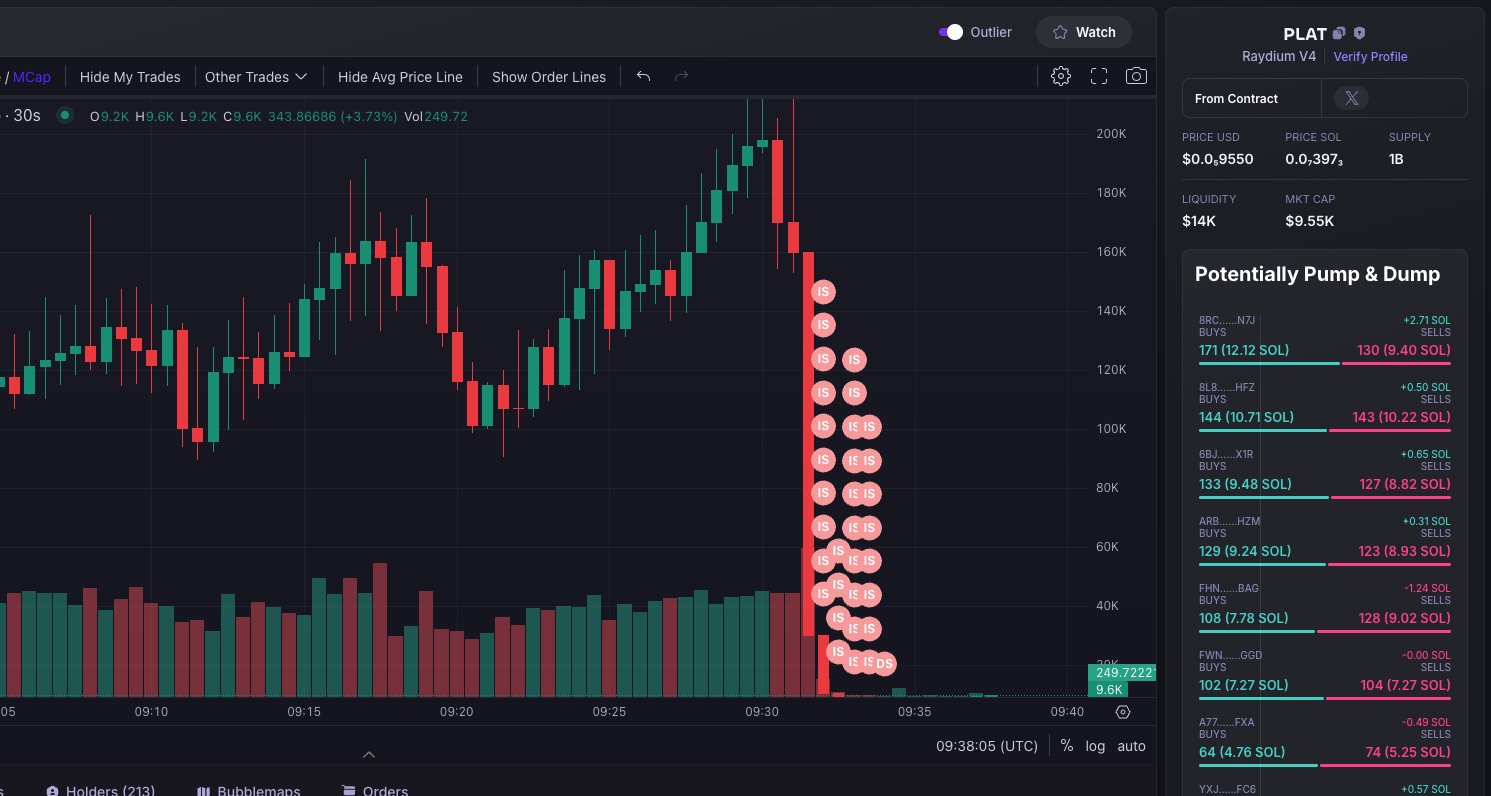 Outlier
Watch
/ MCap
Hide My Trades
Other Trades
Hide Avg Price Line
Show Order Lines
· 30s
O9.2K H9.6K L9.2K C9.6K 343.86686 (+3.73%) Vol249.72
200K
180K
160K
140K
120K
100K
80K
60K
40K
20K
249.7222
9.6K
IS
IS
IS IS
IS IS
IS IS IS
IS IS IS
IS IS IS
IS IS IS
IS IS IS IS
IS IS IS IS
IS IS IS
IS IS IS DS
05 09:10 09:15 09:20 09:25 09:30 09:35 09:40
09:38:05 (UTC) % log auto
Holders (213)
Bubblemaps
Orders
PLAT
Raydium V4
Verify Profile
From Contract
X
PRICE USD PRICE SOL SUPPLY
$0.0₅9550 0.0₇397₃ 1B
LIQUIDITY MKT CAP
$14K $9.55K
Potentially Pump & Dump
8RC......N7J +2.71 SOL
BUYS SELLS
171 (12.12 SOL) 130 (9.40 SOL)
8L8......HFZ +0.50 SOL
BUYS SELLS
144 (10.71 SOL) 143 (10.22 SOL)
6BJ......X1R +0.65 SOL
BUYS SELLS
133 (9.48 SOL) 127 (8.82 SOL)
ARB......HZM +0.31 SOL
BUYS SELLS
129 (9.24 SOL) 123 (8.93 SOL)
FHN......BAG -1.24 SOL
BUYS SELLS
108 (7.78 SOL) 128 (9.02 SOL)
FWN......GGD -0.00 SOL
BUYS SELLS
102 (7.27 SOL) 104 (7.27 SOL)
A77......FXA -0.49 SOL
BUYS SELLS
64 (4.76 SOL) 74 (5.25 SOL)
YXJ......FC6 +0.57 SOL